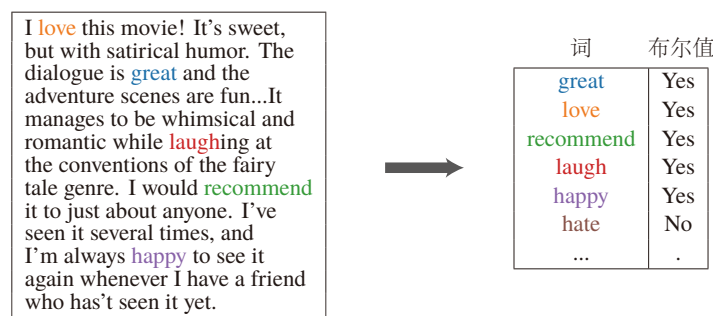 I love this movie! It's sweet,
but with satirical humor. The
dialogue is great and the
adventure scenes are fun...It
manages to be whimsical and
romantic while laughing at
the conventions of the fairy
tale genre. I would recommend
it to just about anyone. I've
seen it several times, and
I'm always happy to see it
again whenever I have a friend
who has't seen it yet.
词 布尔值
great Yes
love Yes
recommend Yes
laugh Yes
happy Yes
hate No
... .